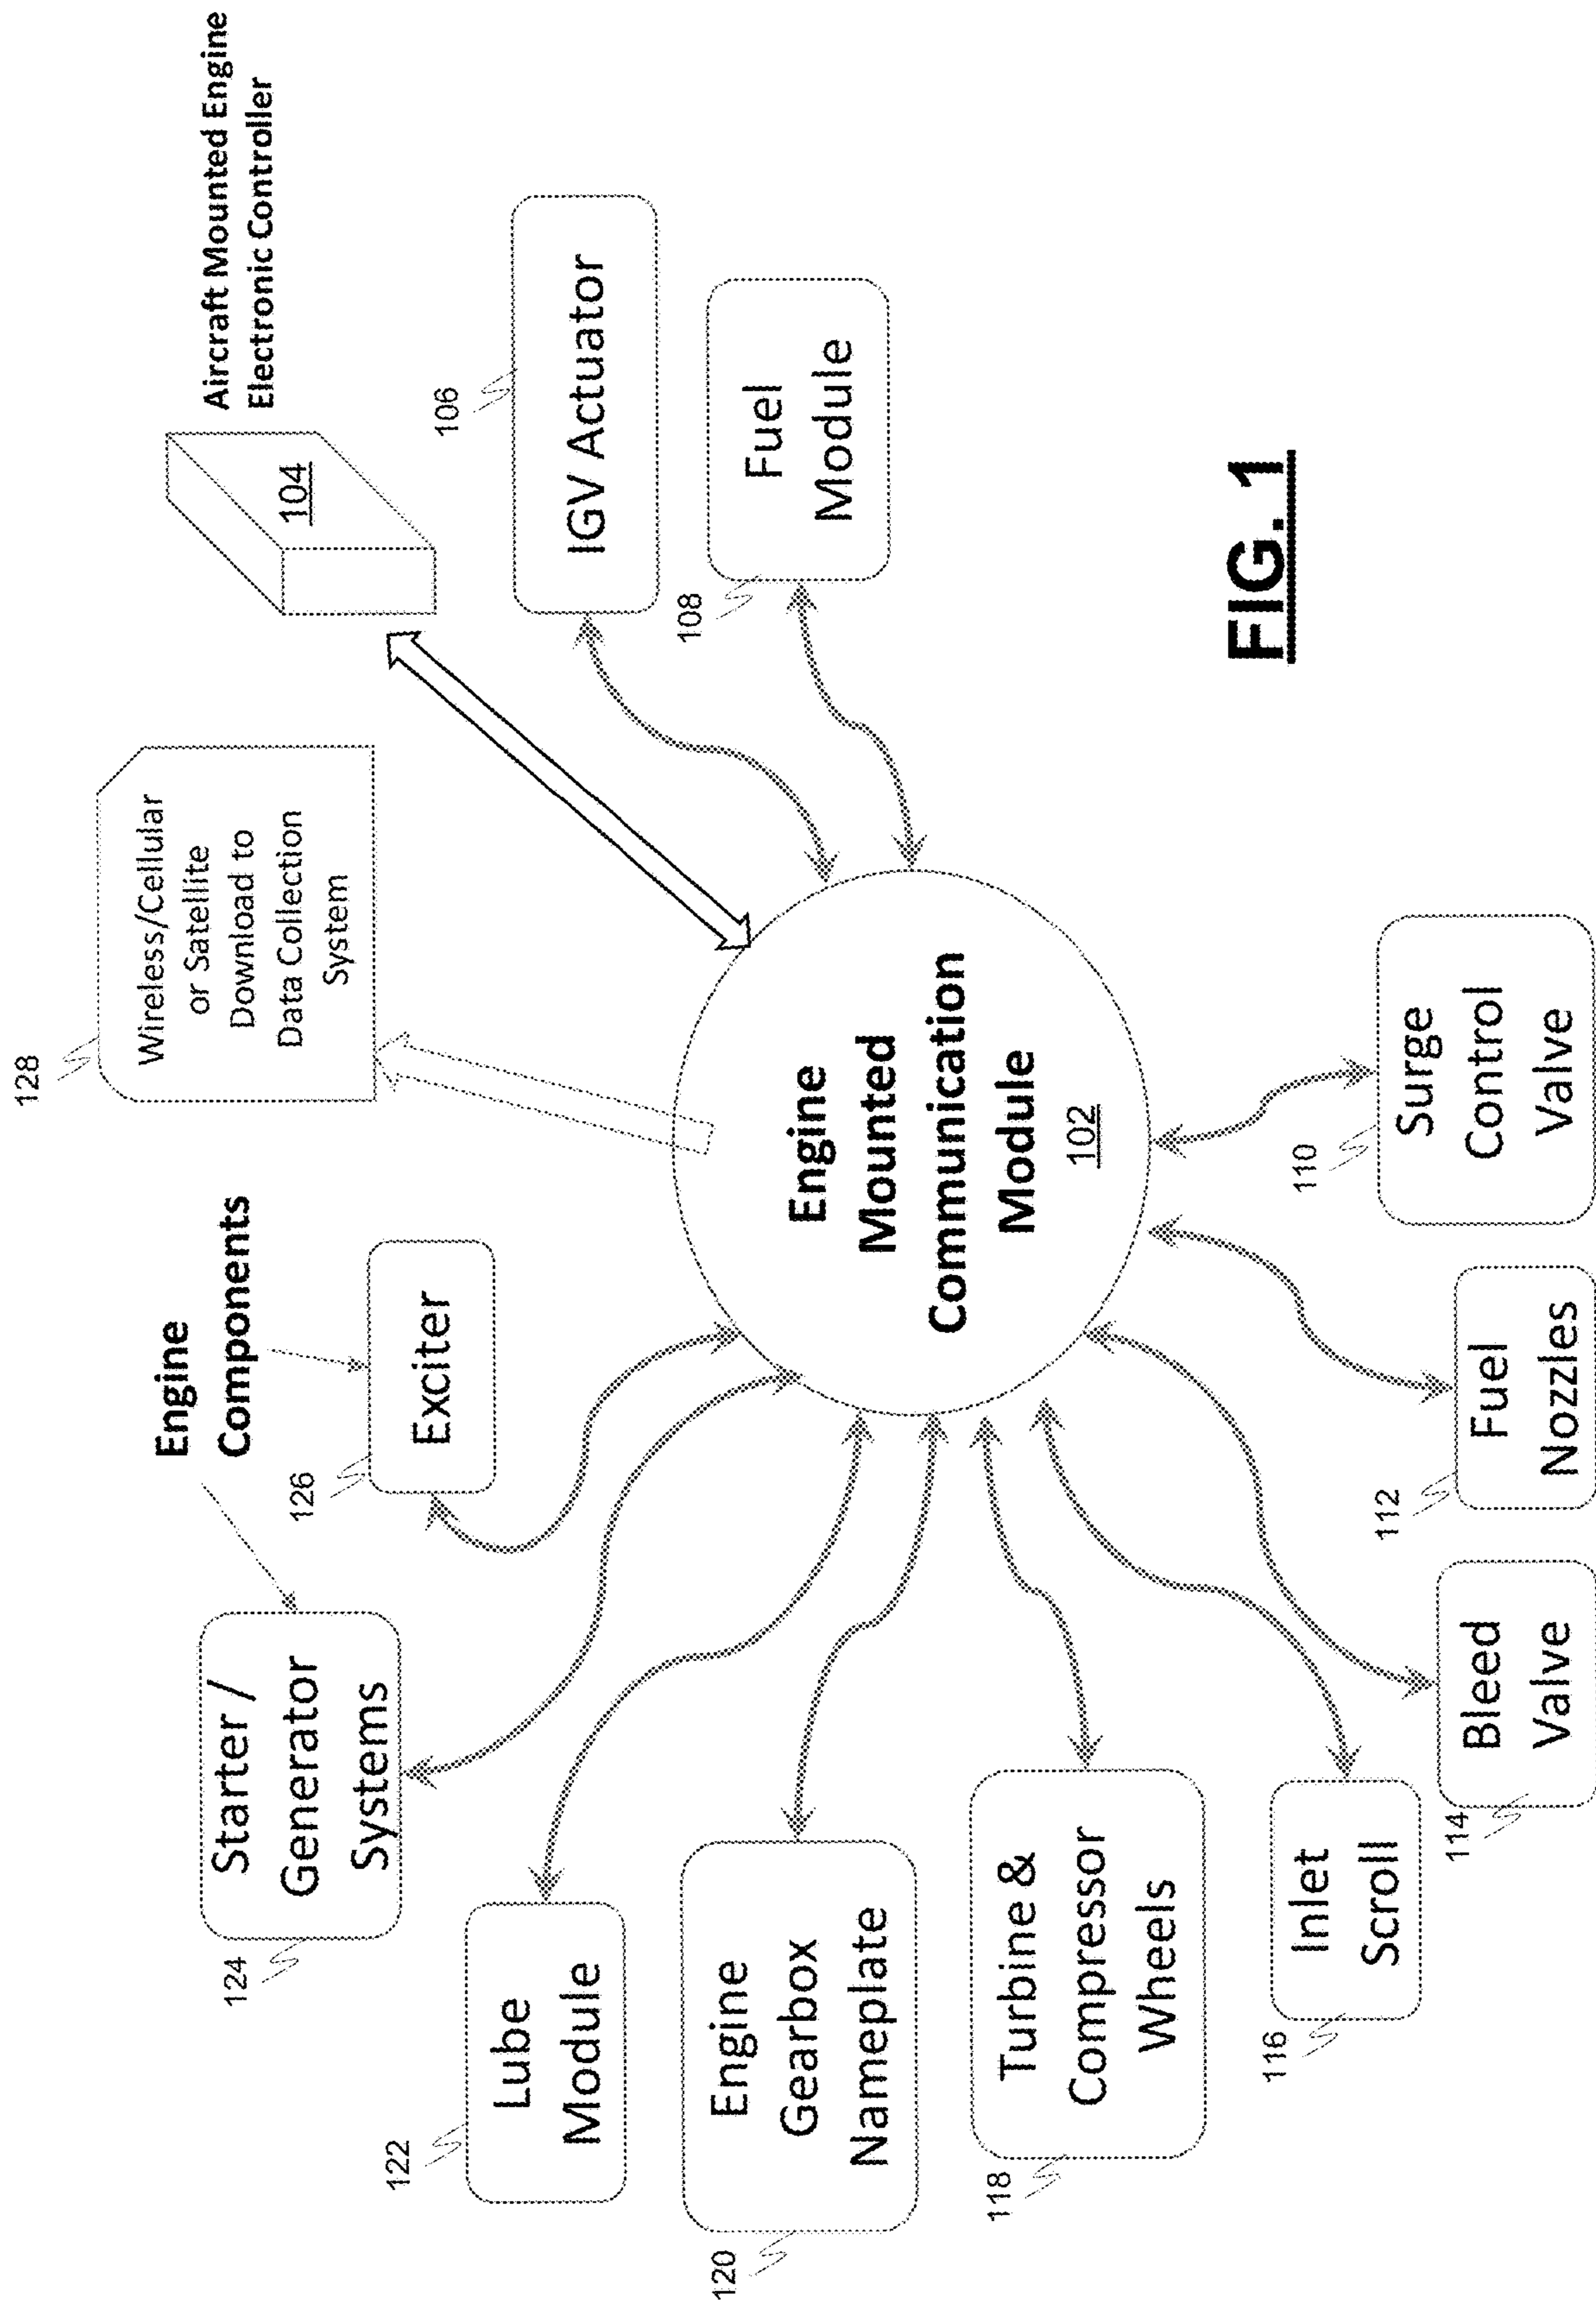 128
Wireless/Cellular
or Satellite
Download to
Data Collection
System
Aircraft Mounted Engine
Electronic Controller
104
Engine
Components
124
Starter /
Generator
Systems
126
Exciter
106
IGV Actuator
108
Fuel
Module
122
Lube
Module
Engine
Mounted
Communication
Module
102
120
Engine
Gearbox
Nameplate
118
Turbine &
Compressor
Wheels
116
Inlet
Scroll
114
Bleed
Valve
112
Fuel
Nozzles
110
Surge
Control
Valve
FIG. 1